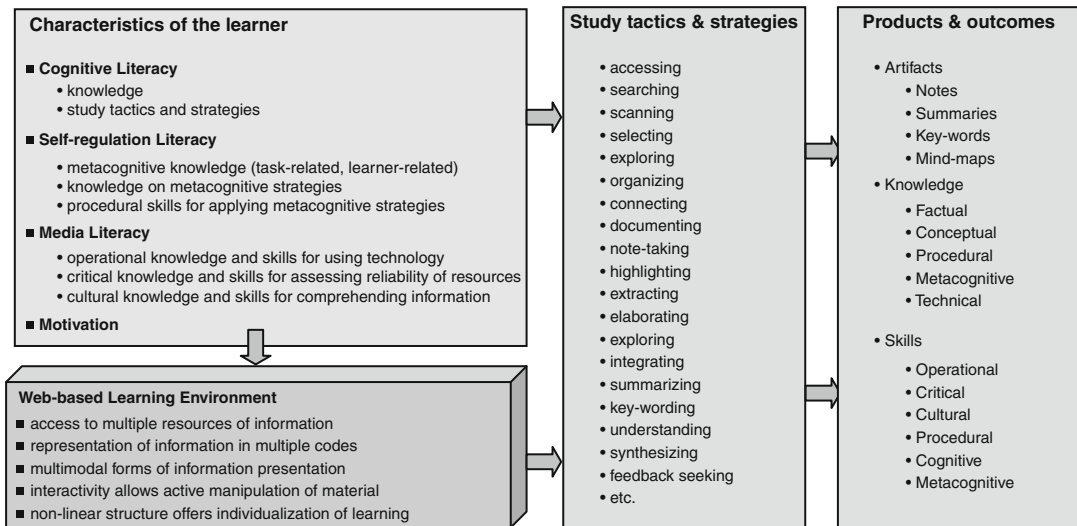 Characteristics of the learner
■ Cognitive Literacy
• knowledge
• study tactics and strategies
■ Self-regulation Literacy
• metacognitive knowledge (task-related, learner-related)
• knowledge on metacognitive strategies
• procedural skills for applying metacognitive strategies
■ Media Literacy
• operational knowledge and skills for using technology
• critical knowledge and skills for assessing reliability of resources
• cultural knowledge and skills for comprehending information
■ Motivation
Web-based Learning Environment
■ access to multiple resources of information
■ representation of information in multiple codes
■ multimodal forms of information presentation
■ interactivity allows active manipulation of material
■ non-linear structure offers individualization of learning
Study tactics & strategies
• accessing
• searching
• scanning
• selecting
• exploring
• organizing
• connecting
• documenting
• note-taking
• highlighting
• extracting
• elaborating
• exploring
• integrating
• summarizing
• key-wording
• understanding
• synthesizing
• feedback seeking
• etc.
Products & outcomes
• Artifacts
• Notes
• Summaries
• Key-words
• Mind-maps
• Knowledge
• Factual
• Conceptual
• Procedural
• Metacognitive
• Technical
• Skills
• Operational
• Critical
• Cultural
• Procedural
• Cognitive
• Metacognitive